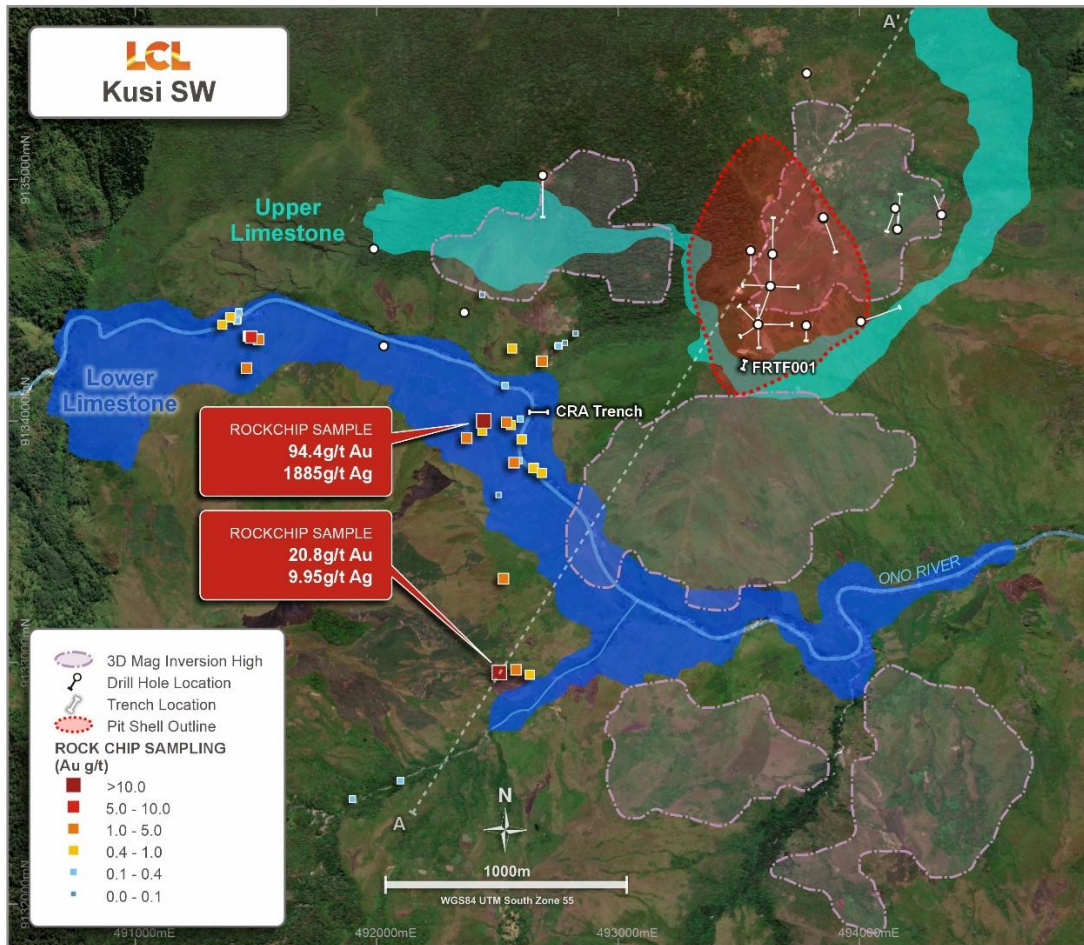 LCL
Kusi SW
A'
9135000mN
Upper
Limestone
Lower
Limestone
FRTF001
9134000mN
CRA Trench
ROCKCHIP SAMPLE
94.4g/t Au
1885g/t Ag
ROCKCHIP SAMPLE
20.8g/t Au
9.95g/t Ag
ONO RIVER
9133000mN
3D Mag Inversion High
Drill Hole Location
Trench Location
Pit Shell Outline
ROCK CHIP SAMPLING
(Au g/t)
>10.0
5.0 - 10.0
1.0 - 5.0
0.4 - 1.0
0.1 - 0.4
0.0 - 0.1
A
N
1000m
WGS84 UTM South Zone 55
9132000mN
491000mE
492000mE
493000mE
494000mE